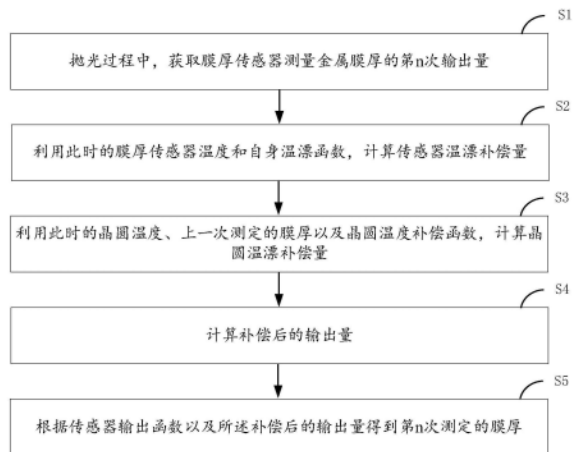 S1
抛光过程中，获取膜厚传感器测量金属膜厚的第n次输出量
S2
利用此时的膜厚传感器温度和自身温漂函数，计算传感器温漂补偿量
S3
利用此时的晶圆温度、上一次测定的膜厚以及晶圆温度补偿函数，计算晶
圆温漂补偿量
S4
计算补偿后的输出量
S5
根据传感器输出函数以及所述补偿后的输出量得到第n次测定的膜厚